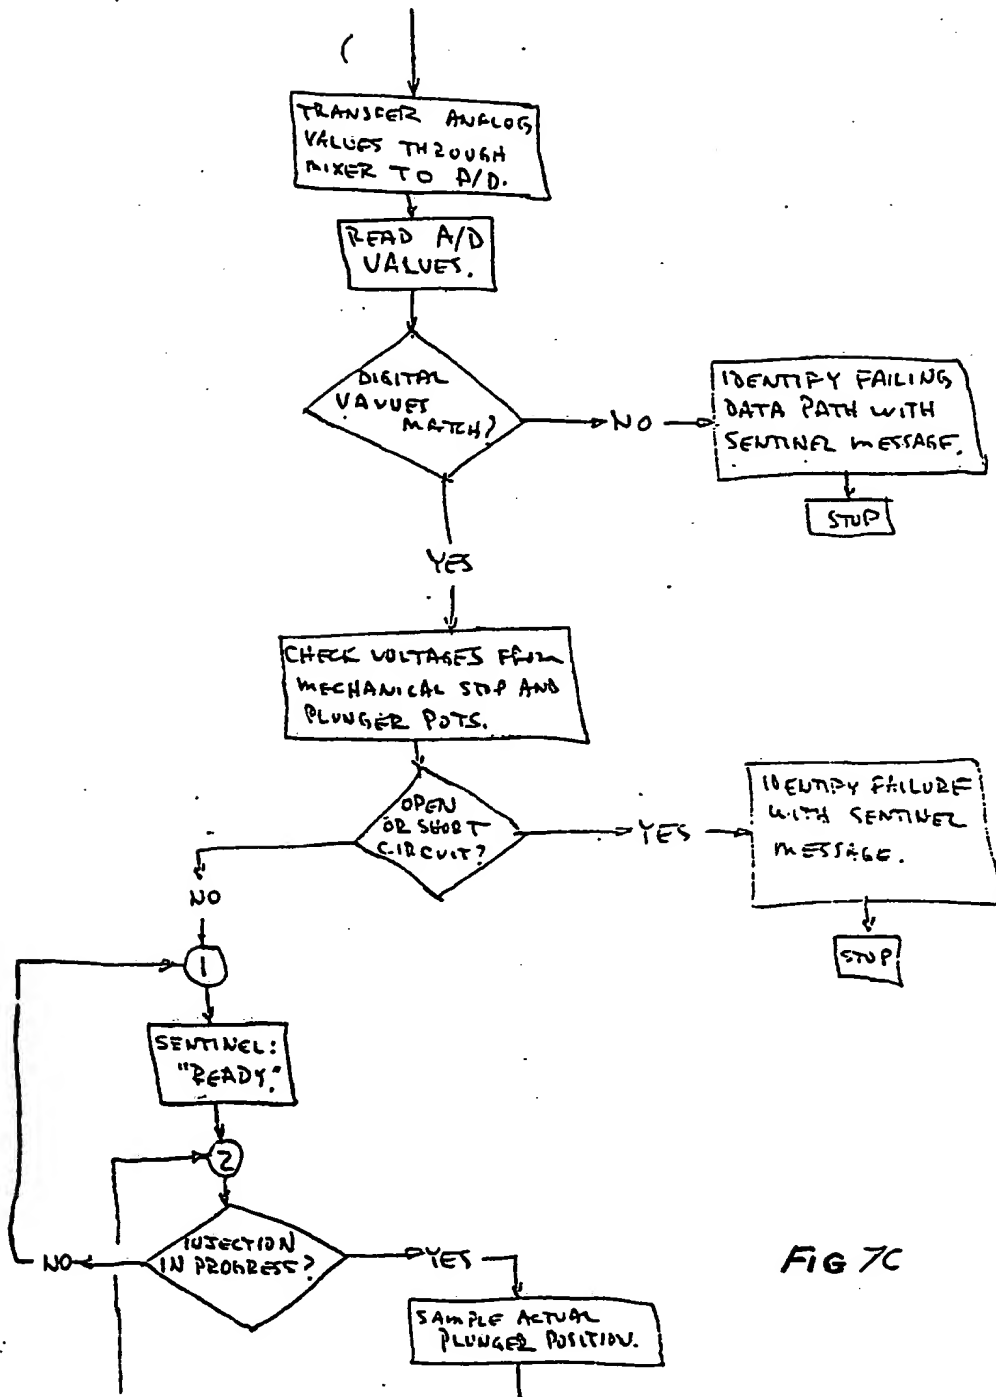 TRANSFER ANALOG
VALUES THROUGH
MIXER TO A/D.
READ A/D
VALUES.
DIGITAL
VAVUES
MATCH?
NO
IDENTIFY FAILING
DATA PATH WITH
SENTINEL MESSAGE.
STOP
YES
CHECK VOLTAGES FROM
MECHANICAL STOP AND
PLUNGER POTS.
OPEN
OR SHORT
CIRCUIT?
YES
IDENTIFY FAILURE
WITH SENTINEL
MESSAGE.
STOP
NO
1
SENTINEL:
"READY."
2
INJECTION
IN PROGRESS?
NO
YES
SAMPLE ACTUAL
PLUNGER POSITION.
FIG 7C